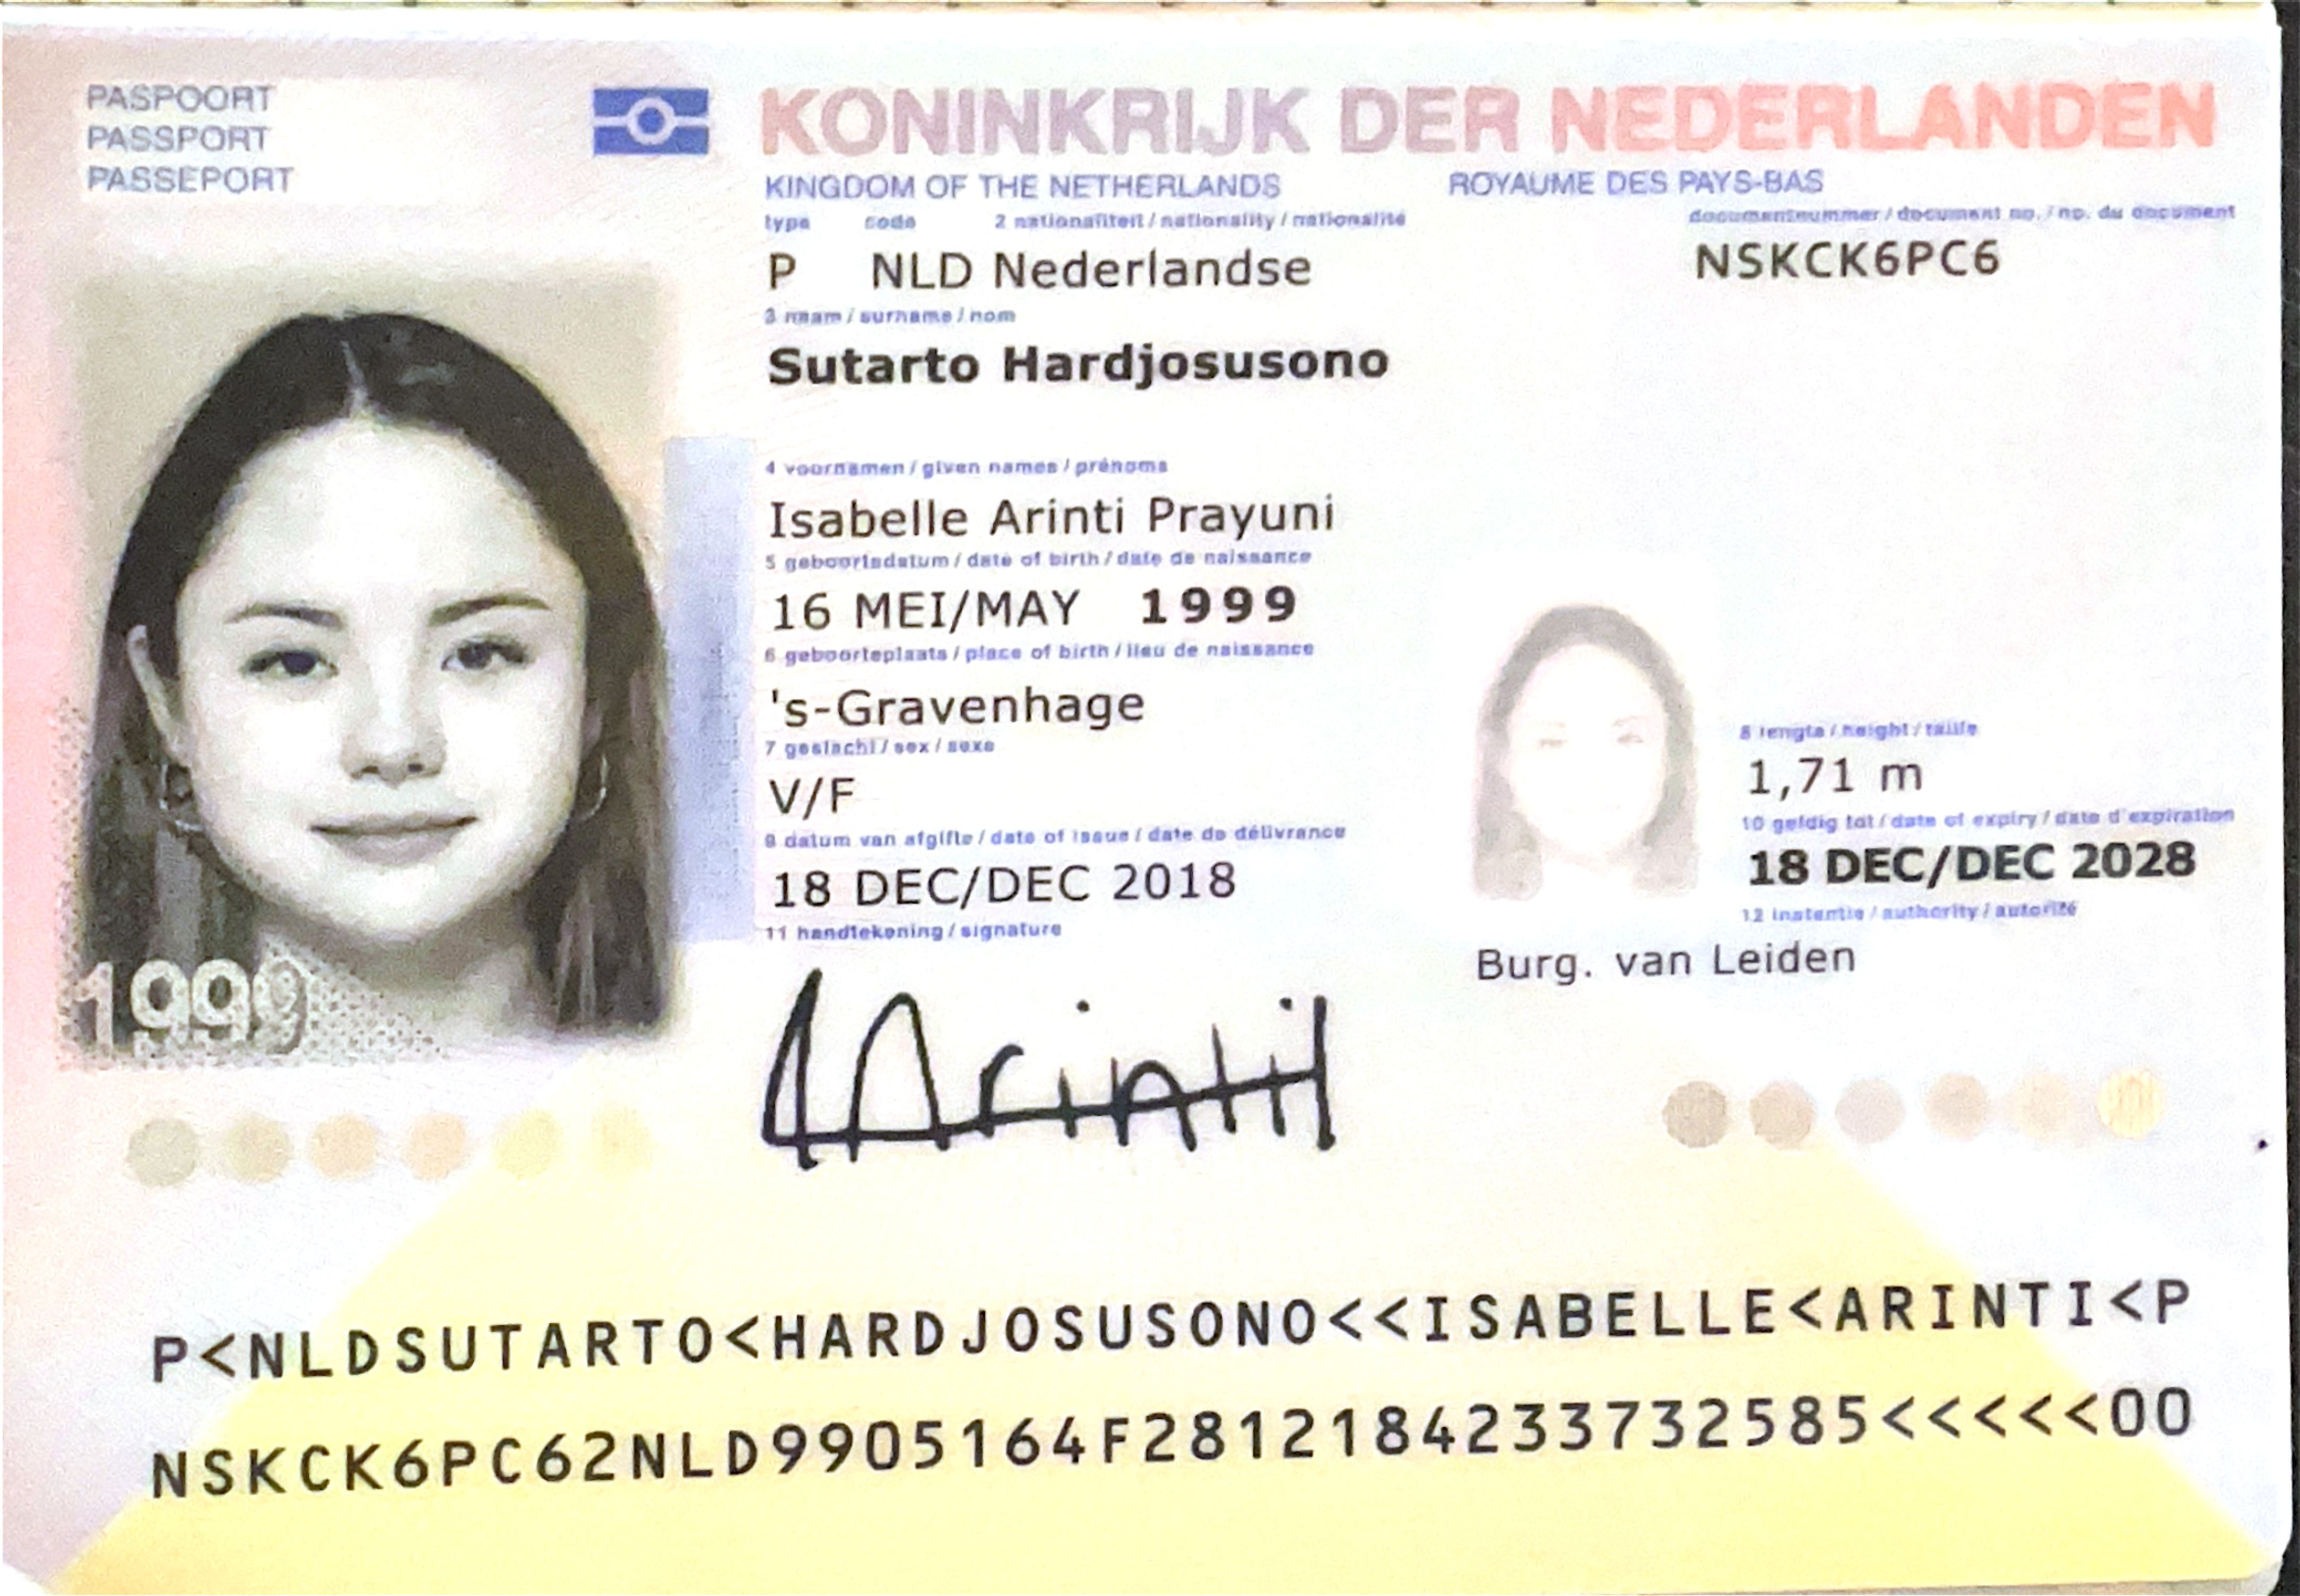 PASPOORT
PASSPORT
PASSEPORT
KONINKRIJK DER NEDERLANDEN
KINGDOM OF THE NETHERLANDS ROYAUME DES PAYS-BAS
type code 2 nationaliteit / nationality / nationalité documentnummer / document no. / no. du document
P NLD Nederlandse NSKCK6PC6
3 naam / surname / nom
Sutarto Hardjosusono
4 voornamen / given names / prénoms
Isabelle Arinti Prayuni
5 geboortedatum / date of birth / date de naissance
16 MEI/MAY 1999
6 geboorteplaats / place of birth / lieu de naissance
's-Gravenhage
7 geslacht / sex / sexe
V/F
8 lengte / height / taille
1,71 m
9 datum van afgifte / date of issue / date de délivrance
18 DEC/DEC 2018
10 geldig tot / date of expiry / date d'expiration
18 DEC/DEC 2028
11 handtekening / signature
Arinti
12 instantie / authority / autorité
Burg. van Leiden
1999
P<NLDSUTARTO<HARDJOSUSONO<<ISABELLE<ARINTI<P
NSKCK6PC62NLD9905164F2812184233732585<<<<<00